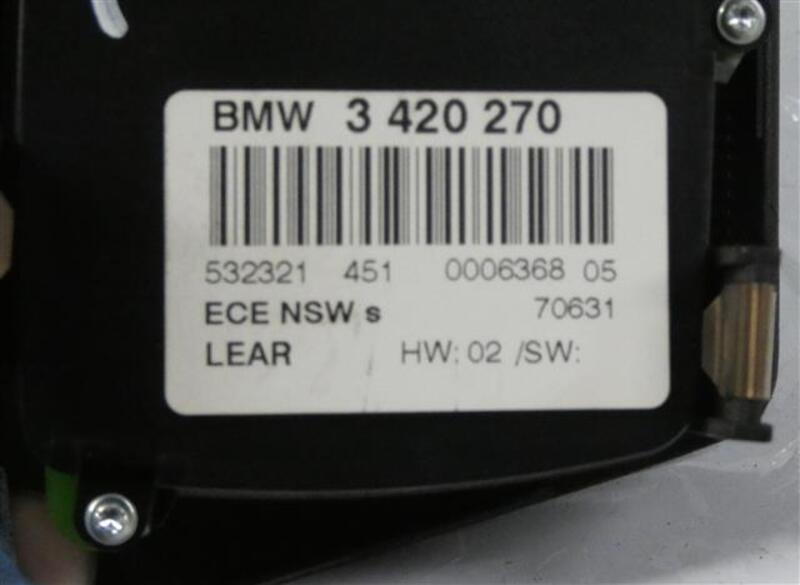 BMW 3 420 270
532321 451 0006368 05
ECE NSW s 70631
LEAR HW: 02 /SW: